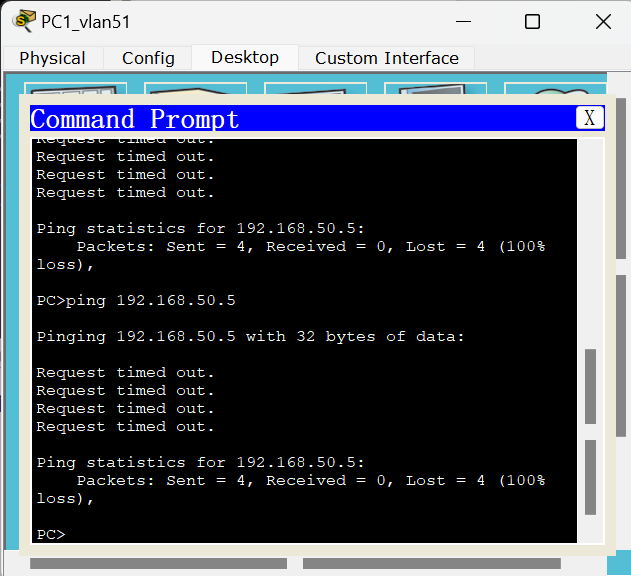 PC1_vlan51
Physical Config Desktop Custom Interface
Command Prompt X
Request timed out.
Request timed out.
Request timed out.
Request timed out.
Ping statistics for 192.168.50.5:
Packets: Sent = 4, Received = 0, Lost = 4 (100%
loss),
PC>ping 192.168.50.5
Pinging 192.168.50.5 with 32 bytes of data:
Request timed out.
Request timed out.
Request timed out.
Request timed out.
Ping statistics for 192.168.50.5:
Packets: Sent = 4, Received = 0, Lost = 4 (100%
loss),
PC>